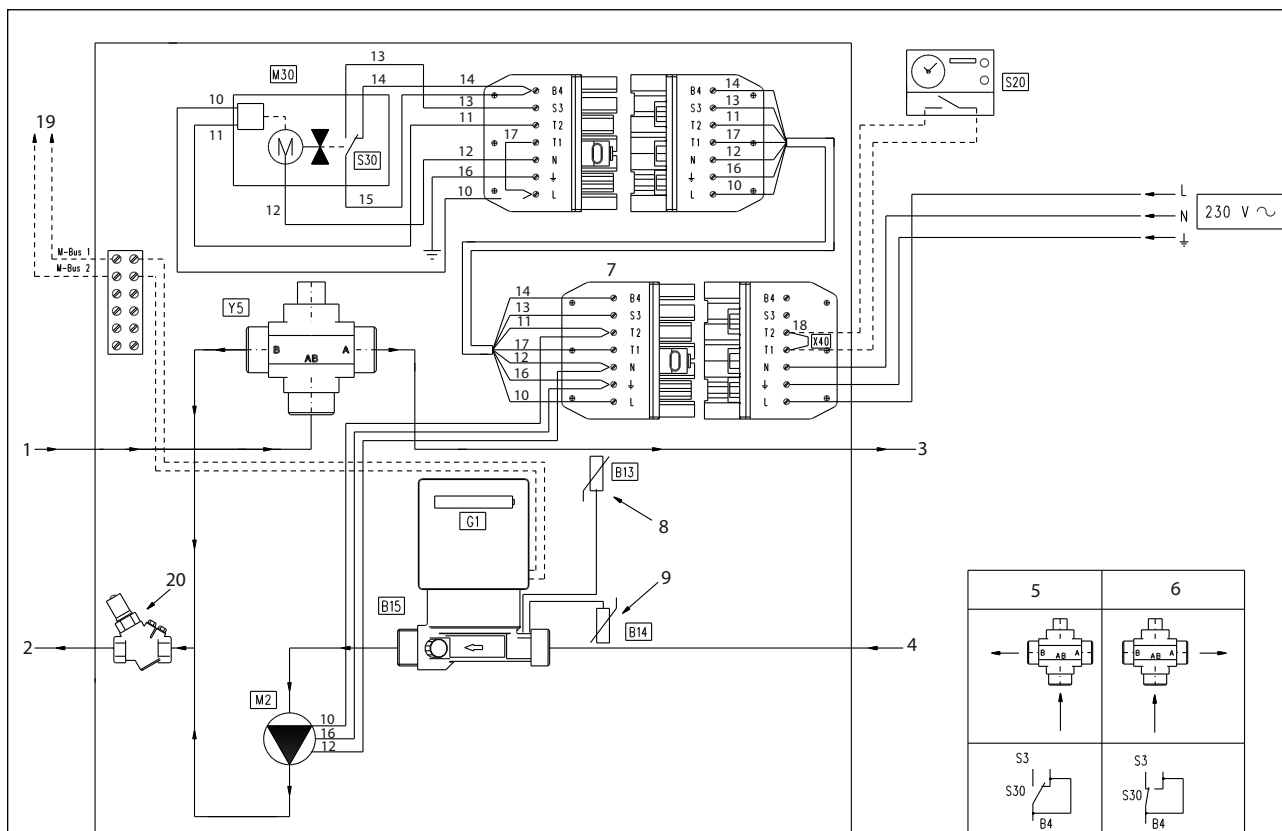 13
M30
14
14
B4
B4
14
S20
10
13
S3
S3
13
19
11
11
T2
T2
11
M
17
T1
T1
17
S30
12
N
N
12
16
⏚
⏚
16
15
10
L
L
10
L
12
N
230 V ~
⏚
M-Bus 1
M-Bus 2
7
Y5
14
B4
B4
13
S3
S3
11
T2
T2
18
X40
B
A
AB
17
T1
T1
12
N
N
16
⏚
⏚
10
L
L
1
3
B13
G1
8
20
9
5
6
B15
B14
B AB A
B AB A
2
4
M2
10
16
12
S3
S3
S30
S30
B4
B4